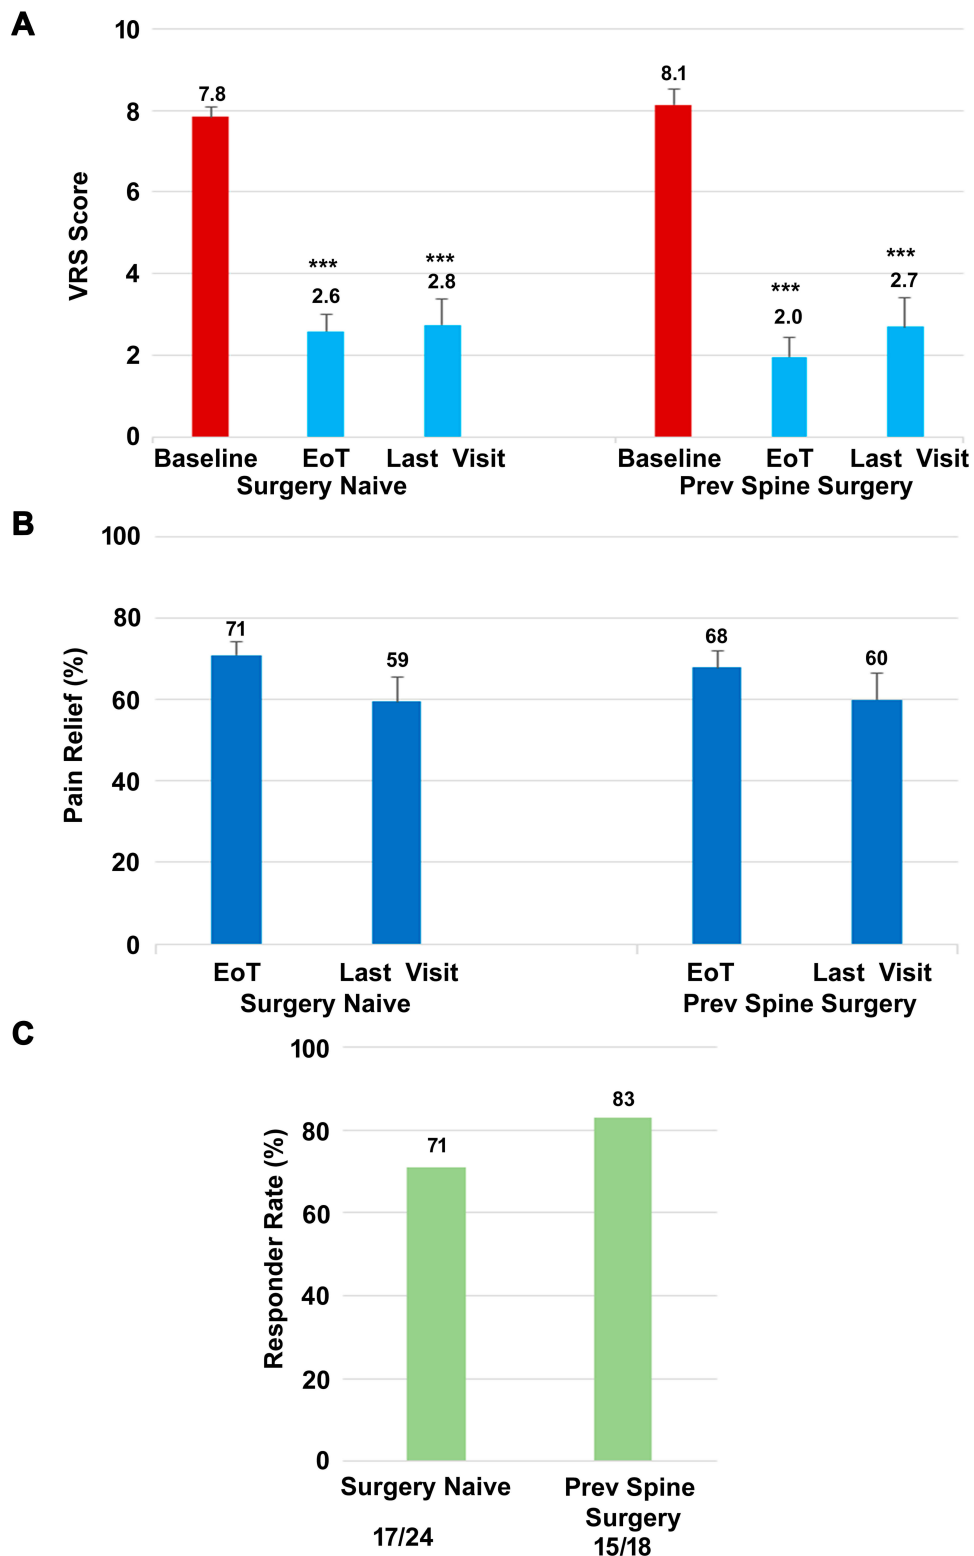 A
10
8
6
4
2
0
VRS Score
7.8
***
2.6
***
2.8
8.1
***
2.0
***
2.7
Baseline EoT Last Visit Baseline EoT Last Visit
Surgery Naive Prev Spine Surgery
B
100
80
60
40
20
0
Pain Relief (%)
71
59
68
60
EoT Last Visit EoT Last Visit
Surgery Naive Prev Spine Surgery
C
100
80
60
40
20
0
Responder Rate (%)
71
83
Surgery Naive
17/24
Prev Spine
Surgery
15/18